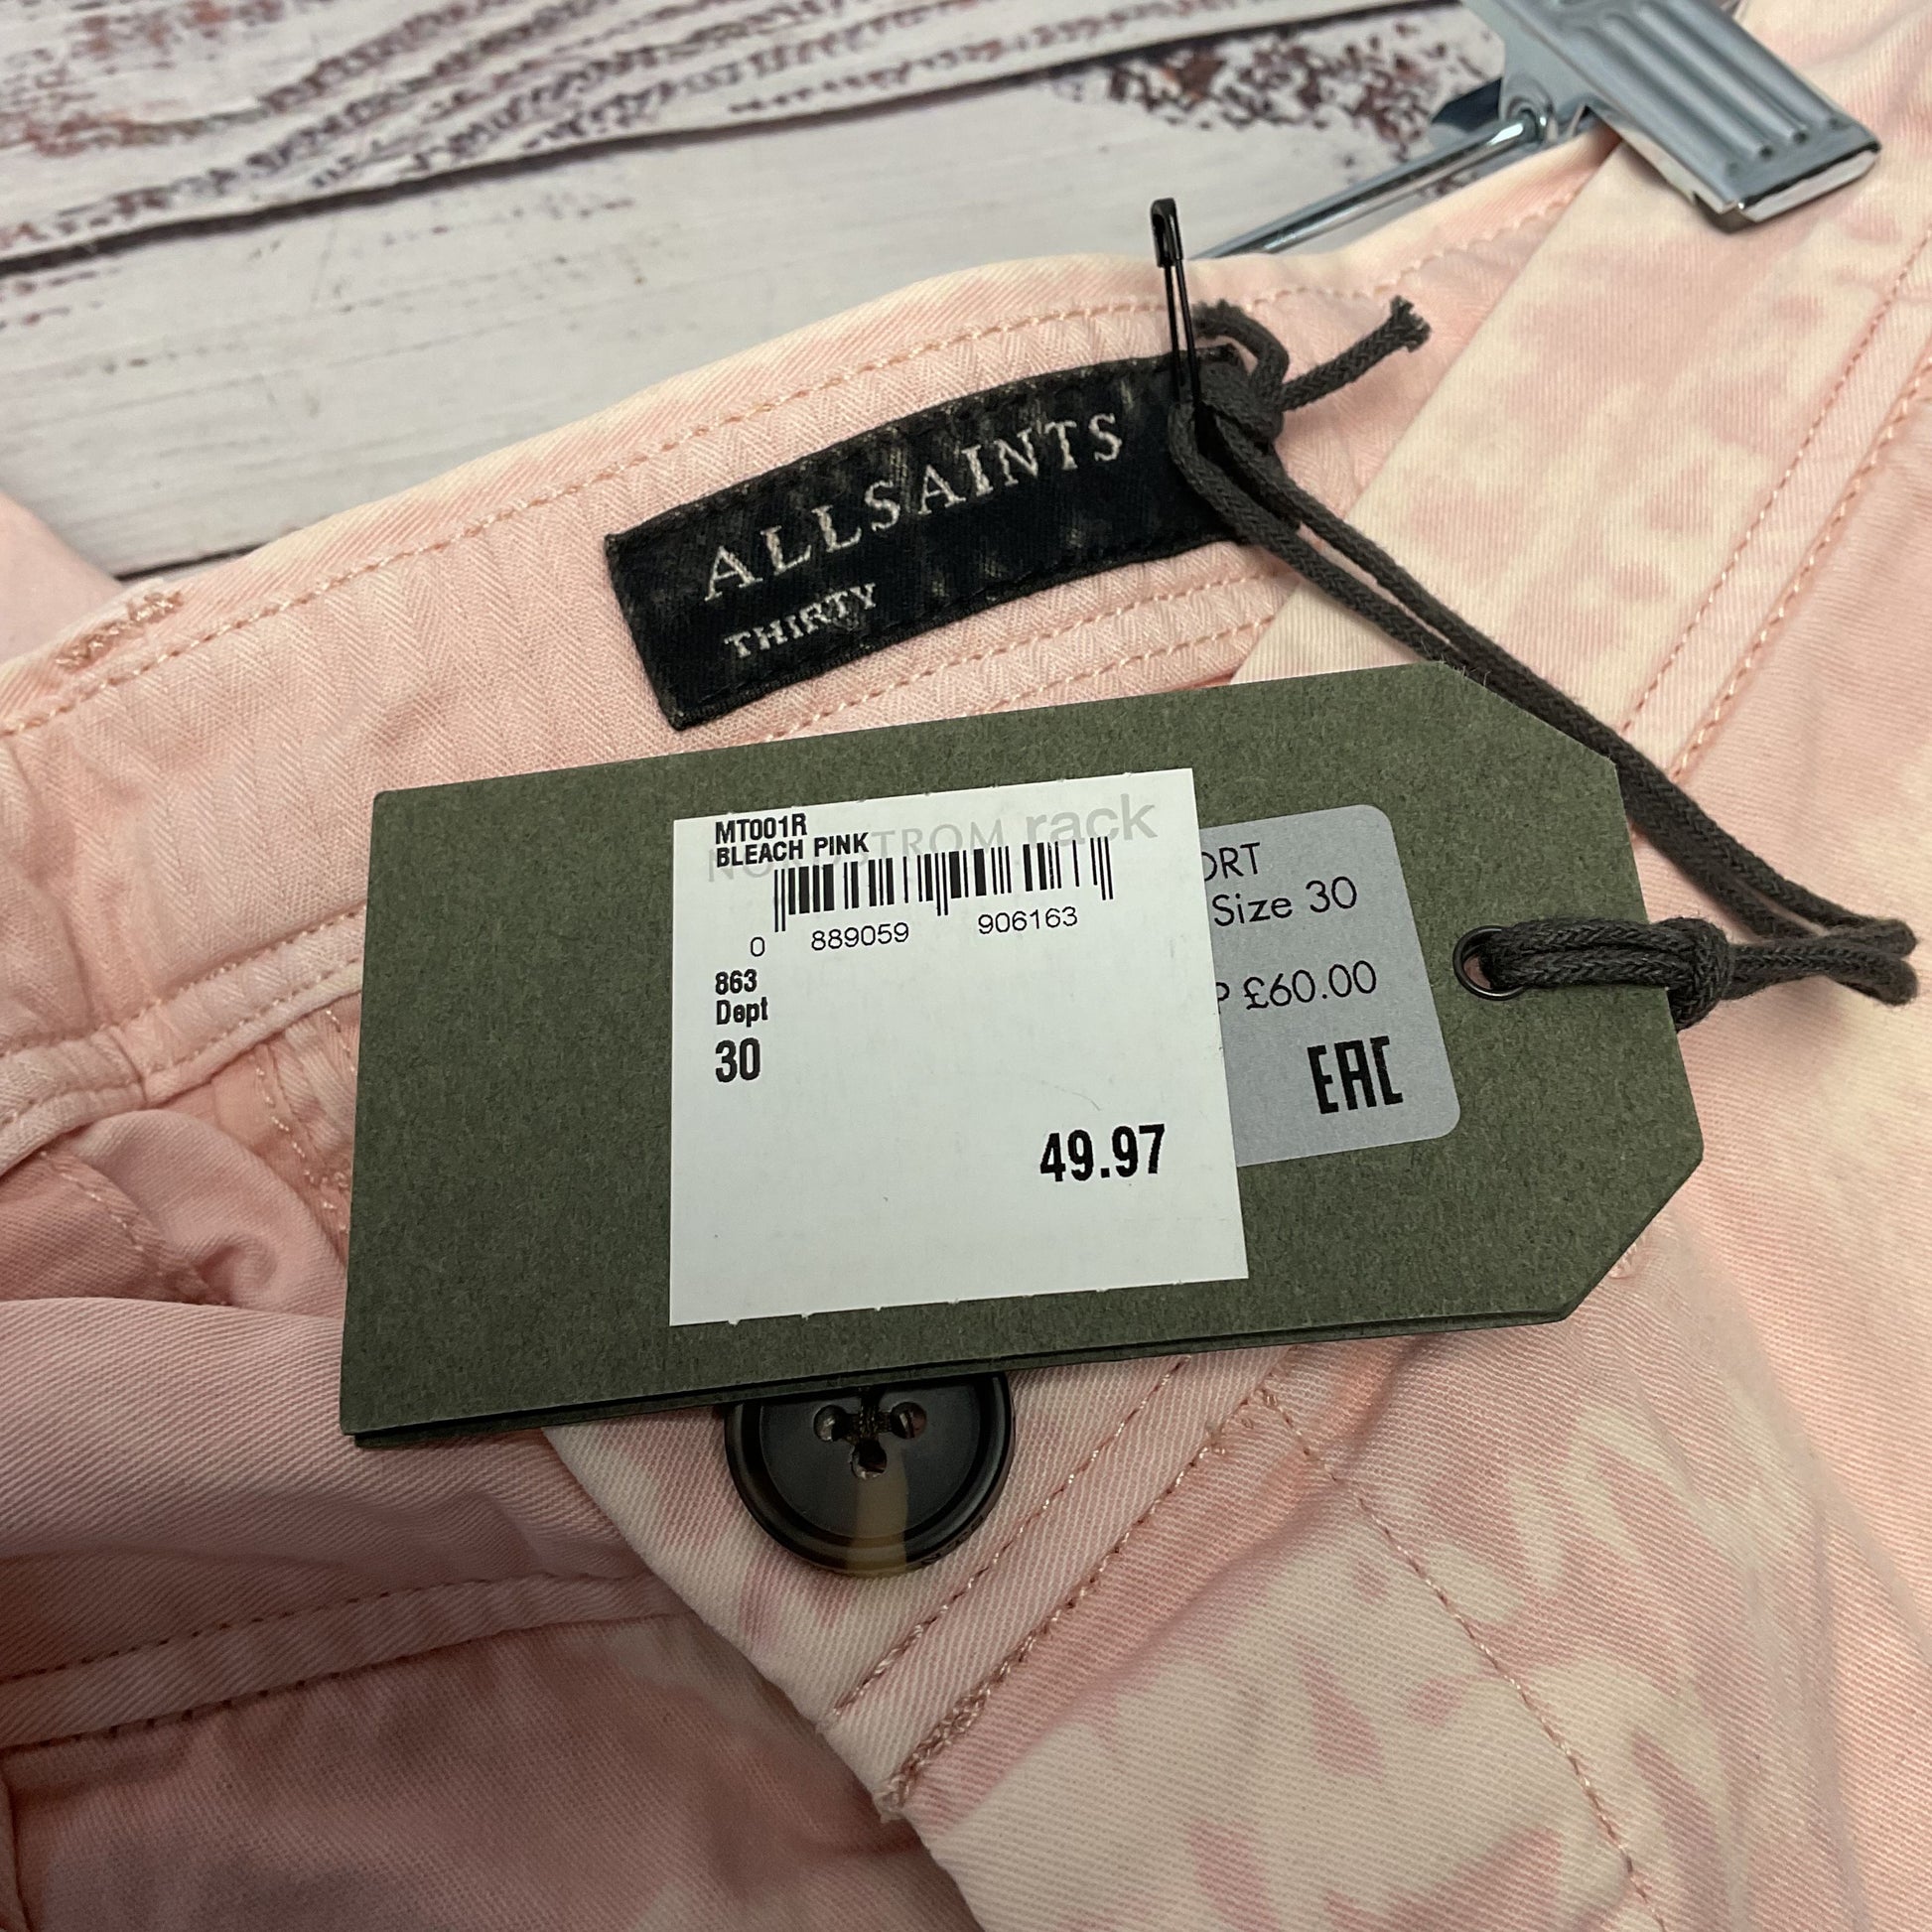 ALLSAINTS
THIRTY
MT001R
BLEACH PINK
NORDSTROM rack
0 889059 906163
863
Dept
30
49.97
ORT
Size 30
P £60.00
EAC